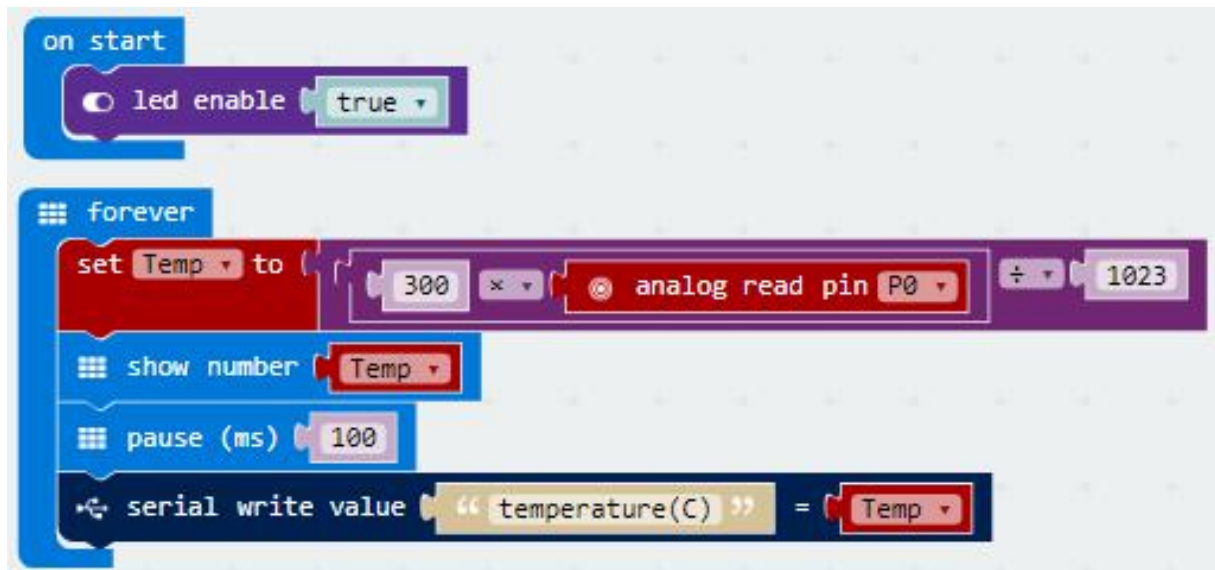 on start
led enable true
forever
set Temp to 300 × analog read pin P0 ÷ 1023
show number Temp
pause (ms) 100
serial write value “ temperature(C) ” = Temp